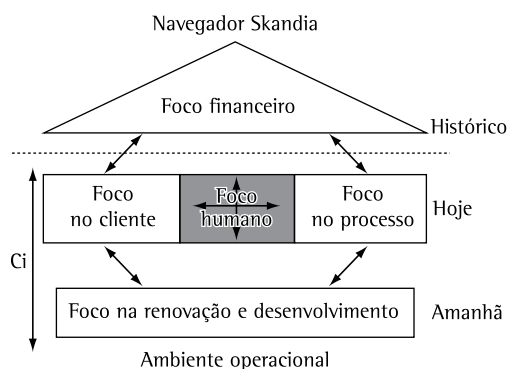 Navegador Skandia
Foco financeiro
Histórico
Foco
no cliente
Foco
humano
Foco
no processo
Hoje
Ci
Foco na renovação e desenvolvimento
Amanhã
Ambiente operacional